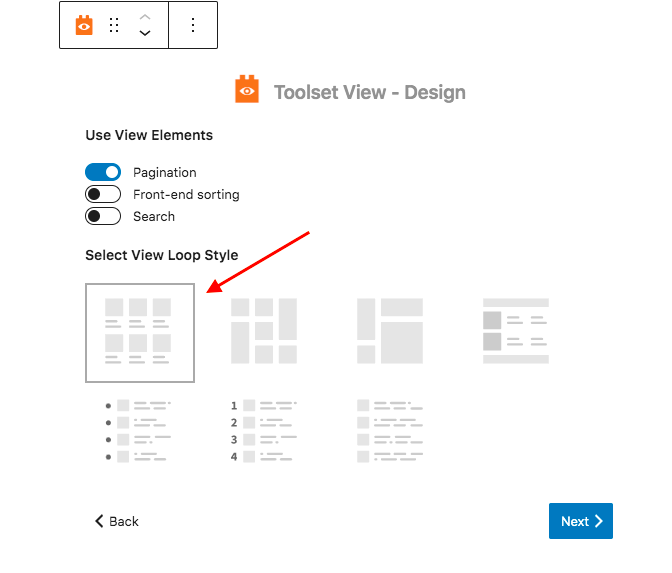 Toolset View - Design
Use View Elements
Pagination
Front-end sorting
Search
Select View Loop Style
1
2
3
4
Back
Next